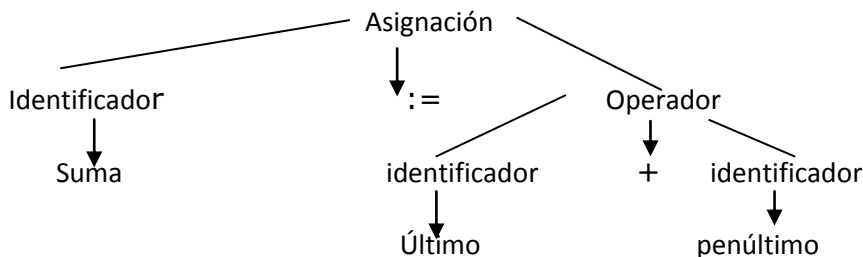 Asignación
Identificador := Operador
Suma identificador + identificador
Último penúltimo